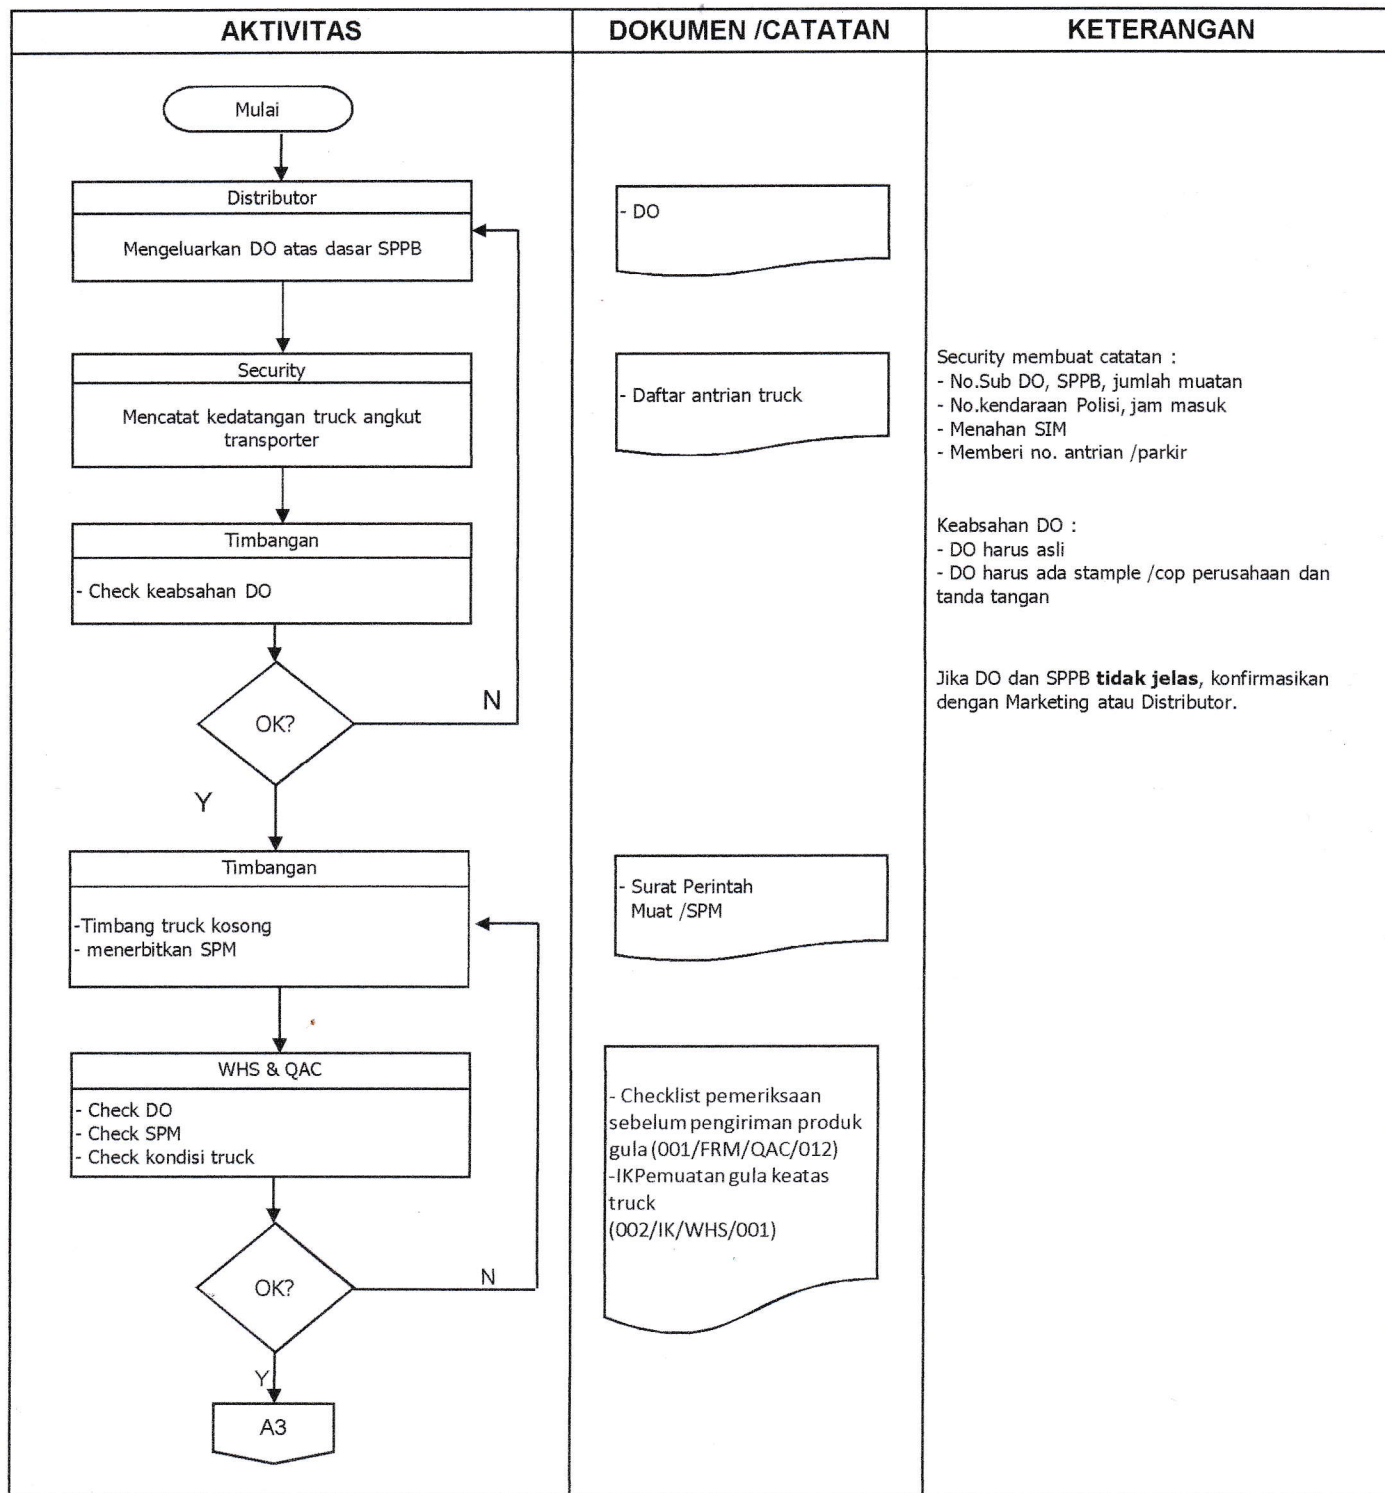 AKTIVITAS
DOKUMEN /CATATAN
KETERANGAN
Mulai
Distributor
Mengeluarkan DO atas dasar SPPB
- DO
Security
Mencatat kedatangan truck angkut
transporter
- Daftar antrian truck
Security membuat catatan :
- No.Sub DO, SPPB, jumlah muatan
- No.kendaraan Polisi, jam masuk
- Menahan SIM
- Memberi no. antrian /parkir
Timbangan
- Check keabsahan DO
Keabsahan DO :
- DO harus asli
- DO harus ada stample /cop perusahaan dan
tanda tangan
OK?
N
Y
Jika DO dan SPPB tidak jelas, konfirmasikan
dengan Marketing atau Distributor.
Timbangan
-Timbang truck kosong
- menerbitkan SPM
- Surat Perintah
Muat /SPM
WHS & QAC
- Check DO
- Check SPM
- Check kondisi truck
- Checklist pemeriksaan
sebelum pengiriman produk
gula (001/FRM/QAC/012)
-IKPemuatan gula keatas
truck
(002/IK/WHS/001)
OK?
N
Y
A3